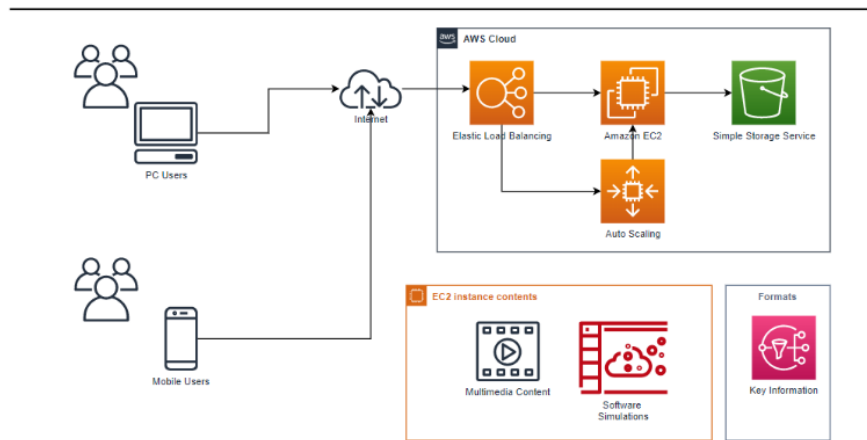 aws AWS Cloud
Internet
Elastic Load Balancing
Amazon EC2
Simple Storage Service
PC Users
Auto Scaling
EC2 instance contents
Formats
Mobile Users
Multimedia Content
Software
Simulations
Key Information